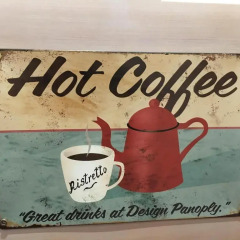 Hot Coffee
Ristretto
"Great drinks at Design Panoply."